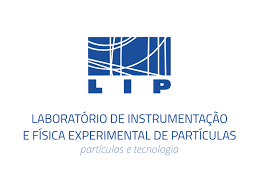 LIP
LABORATÓRIO DE INSTRUMENTAÇÃO
E FÍSICA EXPERIMENTAL DE PARTÍCULAS
partículas e tecnologia